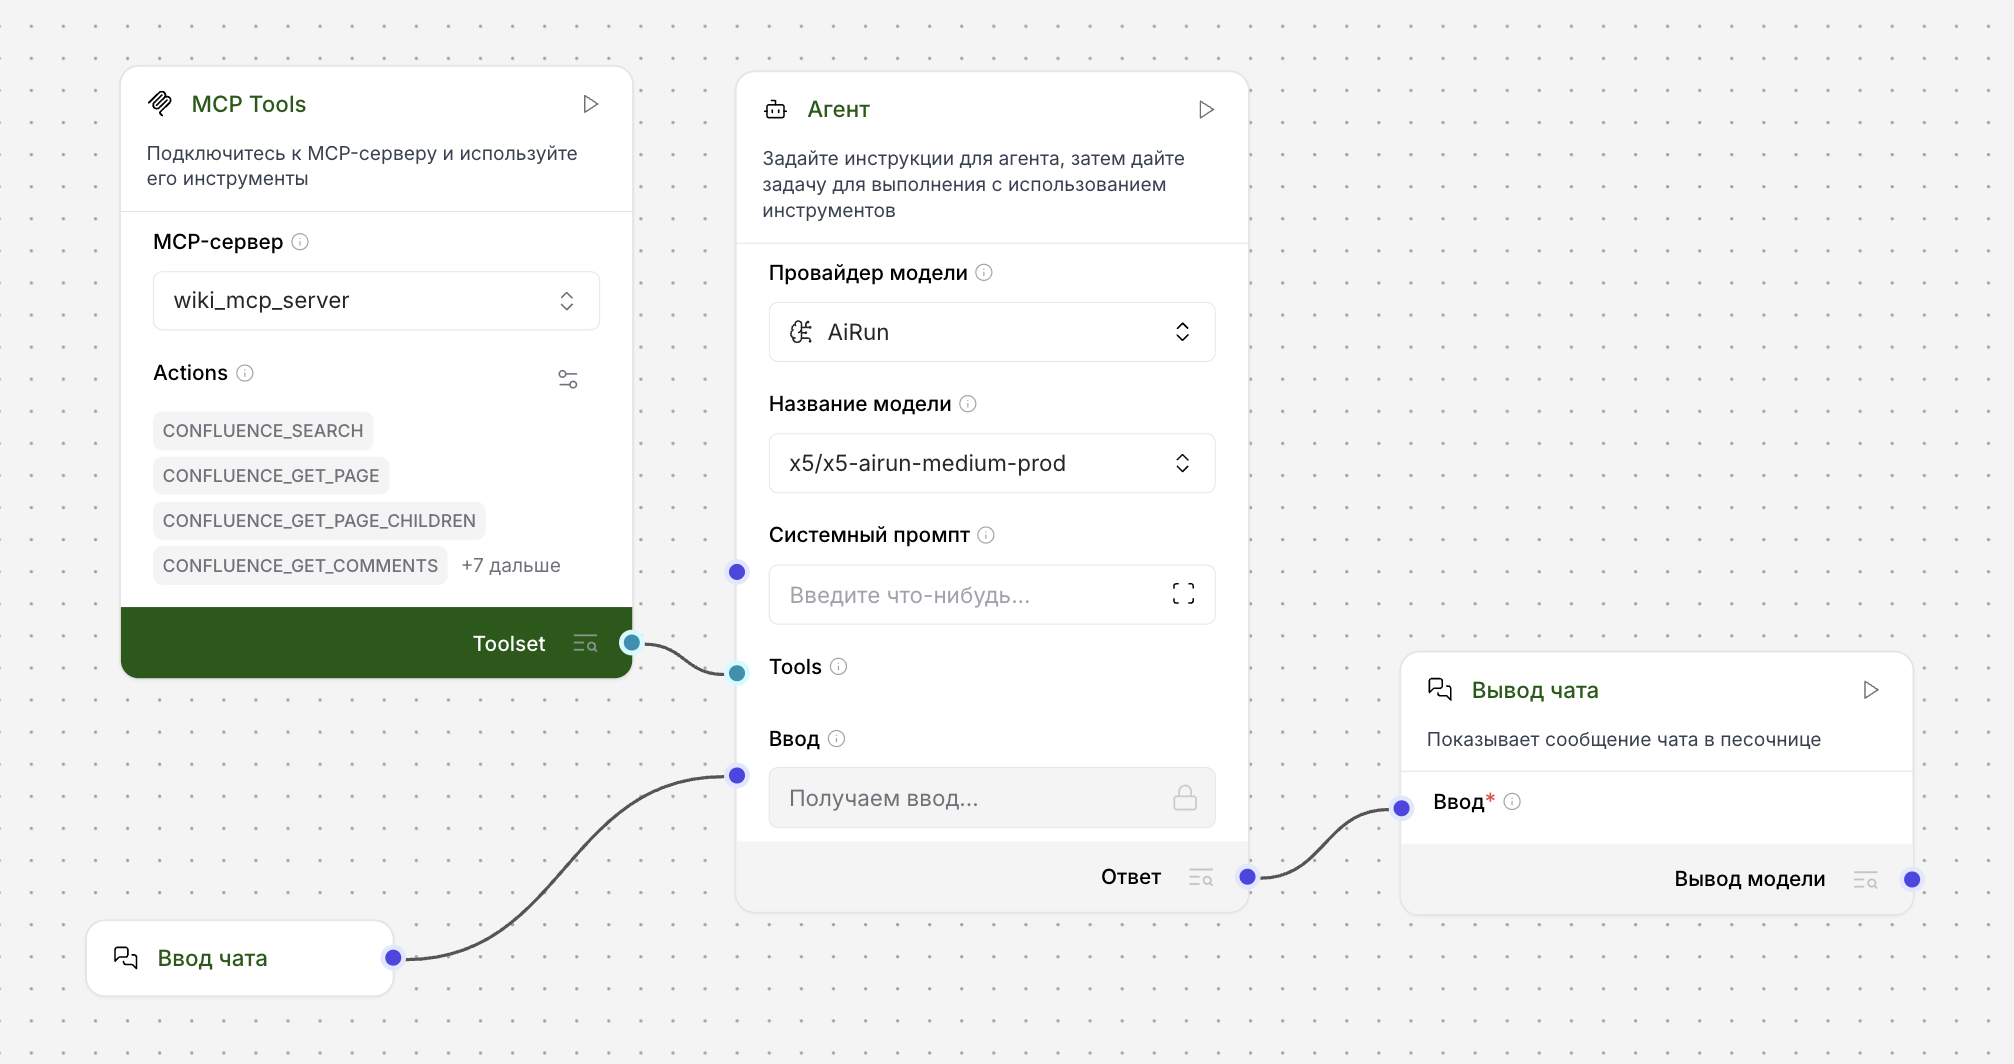 MCP Tools
Подключитесь к MCP-серверу и используйте
его инструменты
MCP-сервер
wiki_mcp_server
Actions
CONFLUENCE_SEARCH
CONFLUENCE_GET_PAGE
CONFLUENCE_GET_PAGE_CHILDREN
CONFLUENCE_GET_COMMENTS +7 дальше
Toolset
Ввод чата
Агент
Задайте инструкции для агента, затем дайте
задачу для выполнения с использованием
инструментов
Провайдер модели
AiRun
Название модели
x5/x5-airun-medium-prod
Системный промпт
Введите что-нибудь...
Tools
Ввод
Получаем ввод...
Ответ
Вывод чата
Показывает сообщение чата в песочнице
Ввод*
Вывод модели